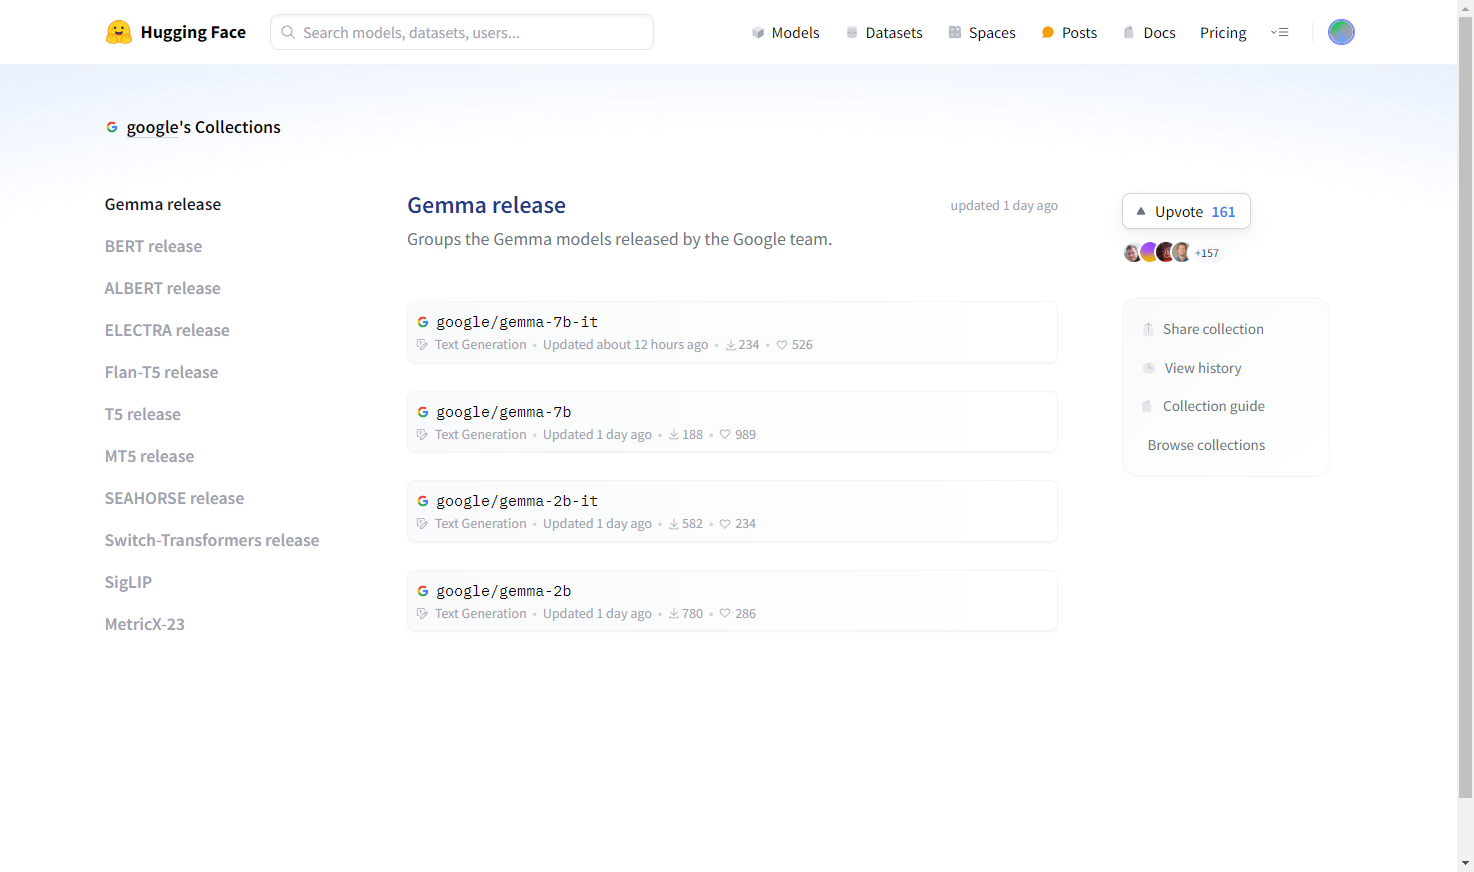 Hugging Face
Search models, datasets, users...
Models
Datasets
Spaces
Posts
Docs
Pricing
google's Collections
Gemma release
BERT release
ALBERT release
ELECTRA release
Flan-T5 release
T5 release
MT5 release
SEAHORSE release
Switch-Transformers release
SigLIP
MetricX-23
Gemma release
updated 1 day ago
Groups the Gemma models released by the Google team.
google/gemma-7b-it
Text Generation • Updated about 12 hours ago • 234 • 526
google/gemma-7b
Text Generation • Updated 1 day ago • 188 • 989
google/gemma-2b-it
Text Generation • Updated 1 day ago • 582 • 234
google/gemma-2b
Text Generation • Updated 1 day ago • 780 • 286
Upvote 161
+157
Share collection
View history
Collection guide
Browse collections